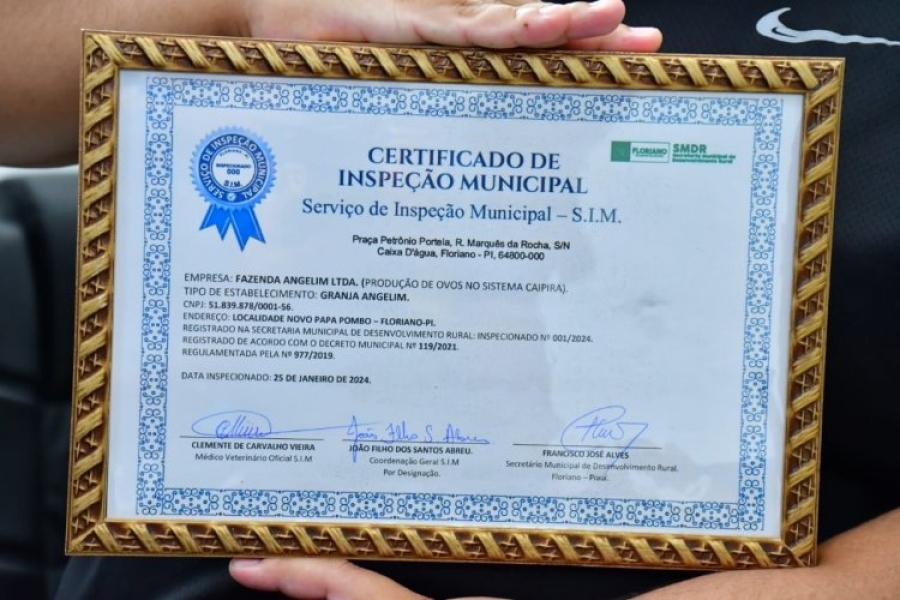 SERVIÇO DE INSPEÇÃO MUNICIPAL
INSPECIONADO
000
S.I.M.
FLORIANO
SMDR
Secretaria Municipal de
Desenvolvimento Rural
CERTIFICADO DE
INSPEÇÃO MUNICIPAL
Serviço de Inspeção Municipal – S.I.M.
Praça Petrônio Portela, R. Marquês da Rocha, S/N
Caixa D'água, Floriano - PI, 64800-000
EMPRESA: FAZENDA ANGELIM LTDA. (PRODUÇÃO DE OVOS NO SISTEMA CAIPIRA).
TIPO DE ESTABELECIMENTO: GRANJA ANGELIM.
CNPJ: 51.839.878/0001-56.
ENDEREÇO: LOCALIDADE NOVO PAPA POMBO – FLORIANO-PI.
REGISTRADO NA SECRETARIA MUNICIPAL DE DESENVOLVIMENTO RURAL: INSPECIONADO Nº 001/2024.
REGISTRADO DE ACORDO COM O DECRETO MUNICIPAL Nº 119/2021.
REGULAMENTADA PELA Nº 977/2019.
DATA INSPECIONADO: 25 DE JANEIRO DE 2024.
João Filho S. Abreu
CLEMENTE DE CARVALHO VIEIRA
Médico Veterinário Oficial S.I.M
JOÃO FILHO DOS SANTOS ABREU.
Coordenação Geral S.I.M
Por Designação.
FRANCISCO JOSÉ ALVES
Secretário Municipal de Desenvolvimento Rural.
Floriano – Piauí.